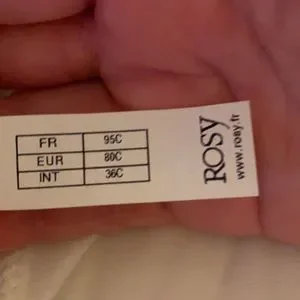 FR 95C
EUR 80C
INT 36C
ROSY
www.rosy.fr